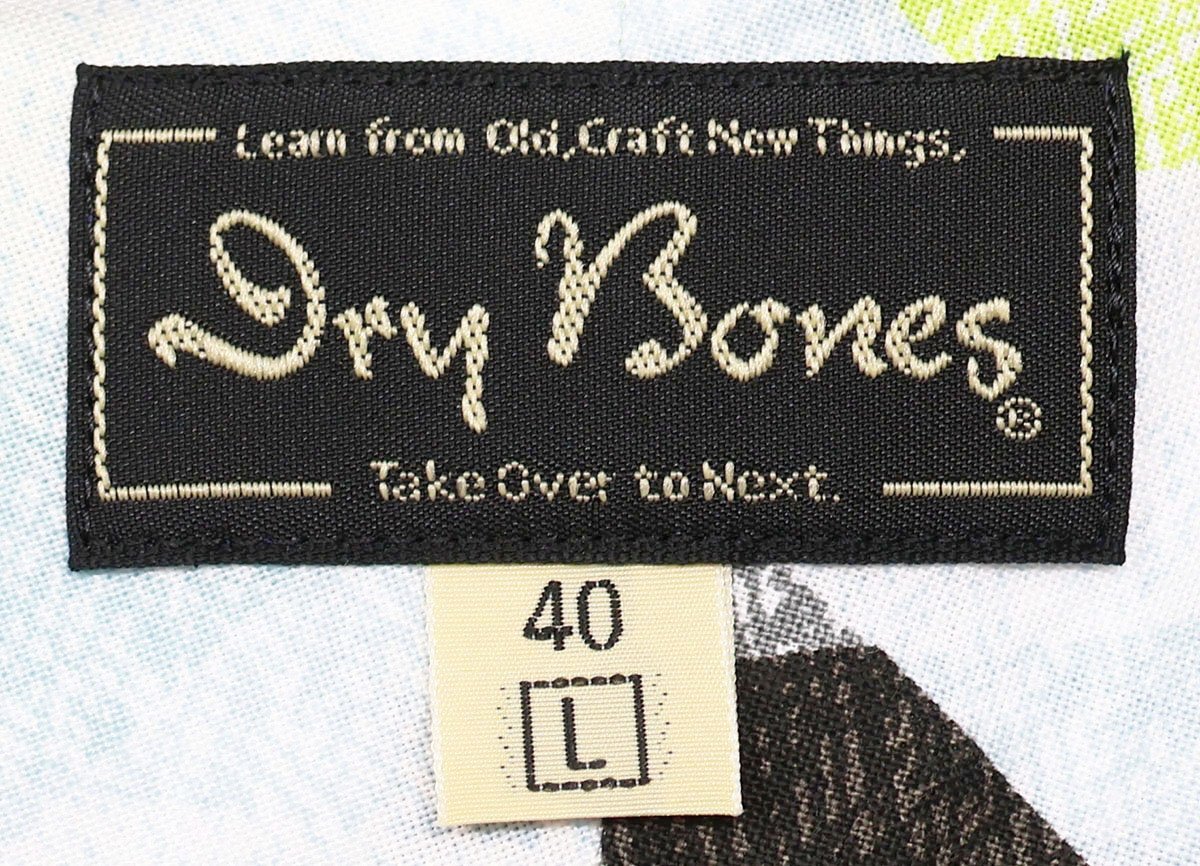 Learn from Old, Craft New Things,
Dry Bones
®
Take Over to Next.
40
L